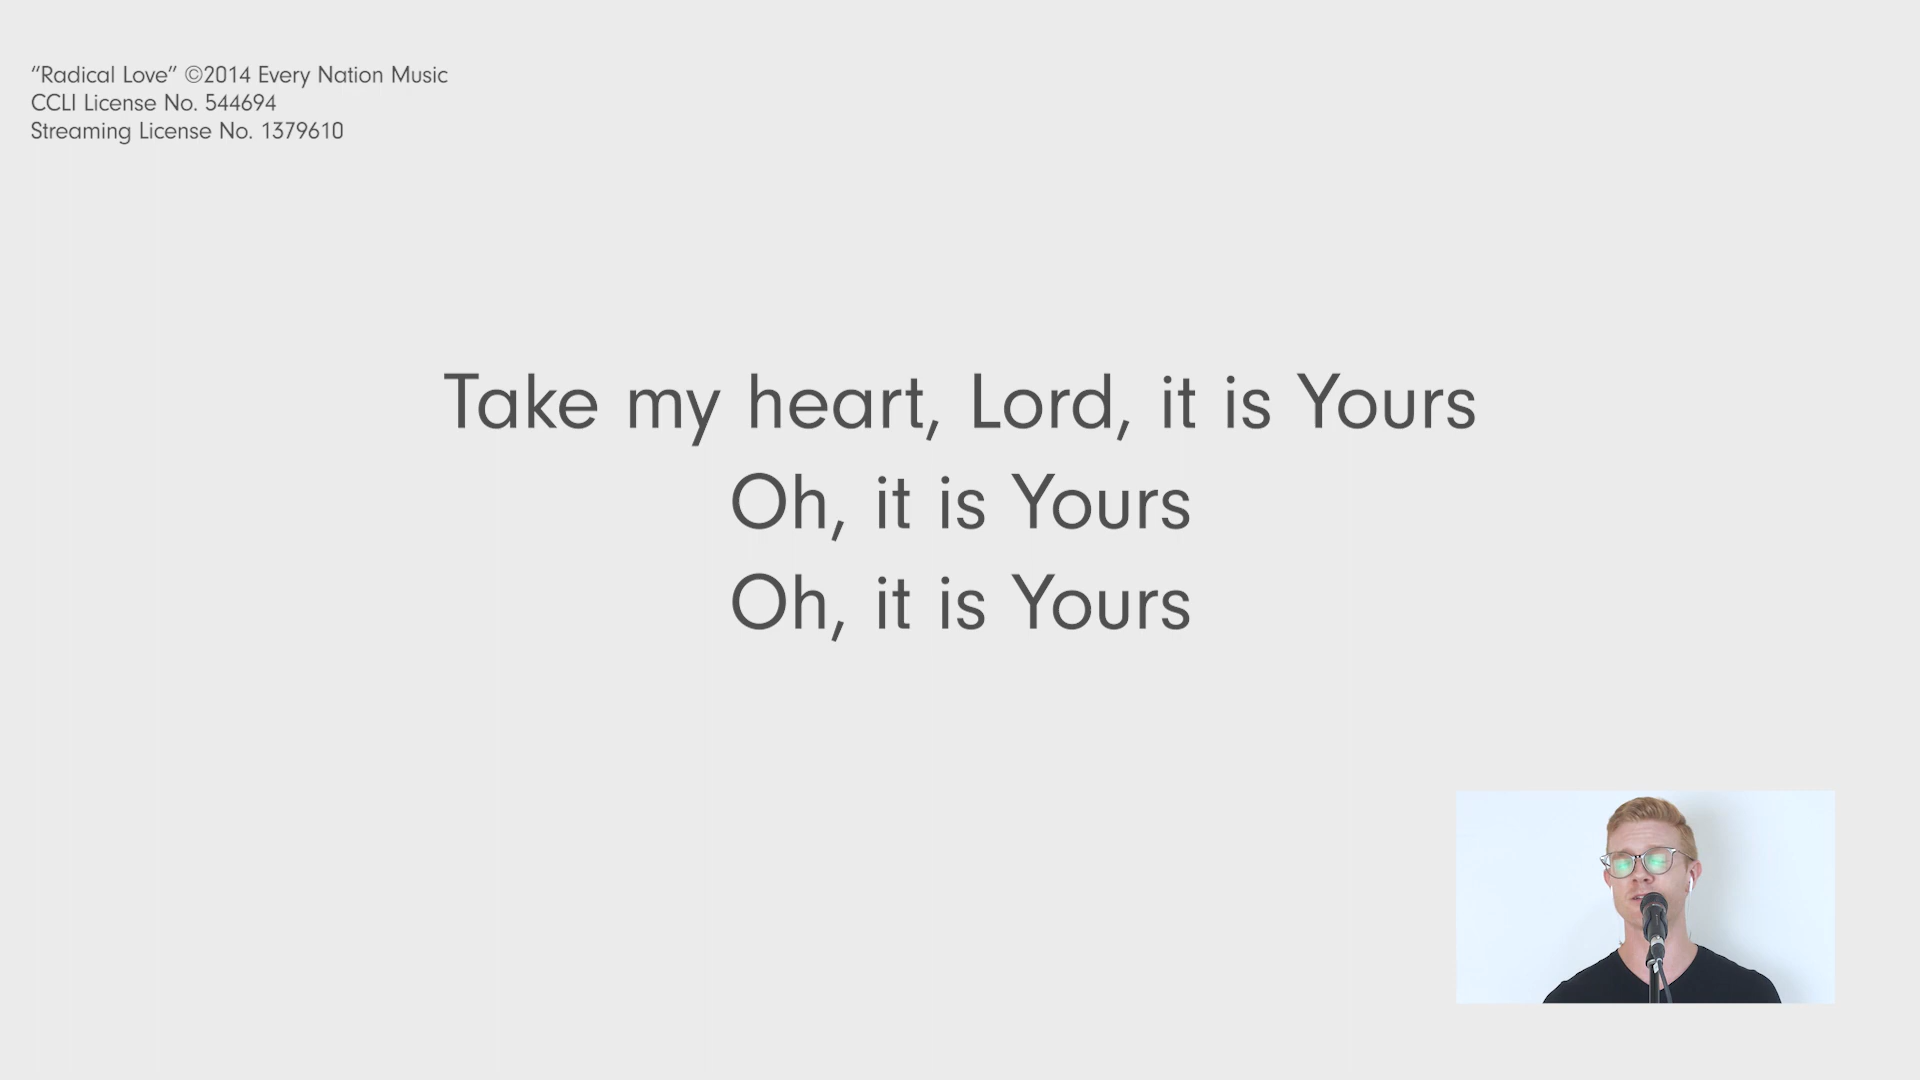 “Radical Love” ©2014 Every Nation Music
CCLI License No. 544694
Streaming License No. 1379610
Take my heart, Lord, it is Yours
Oh, it is Yours
Oh, it is Yours